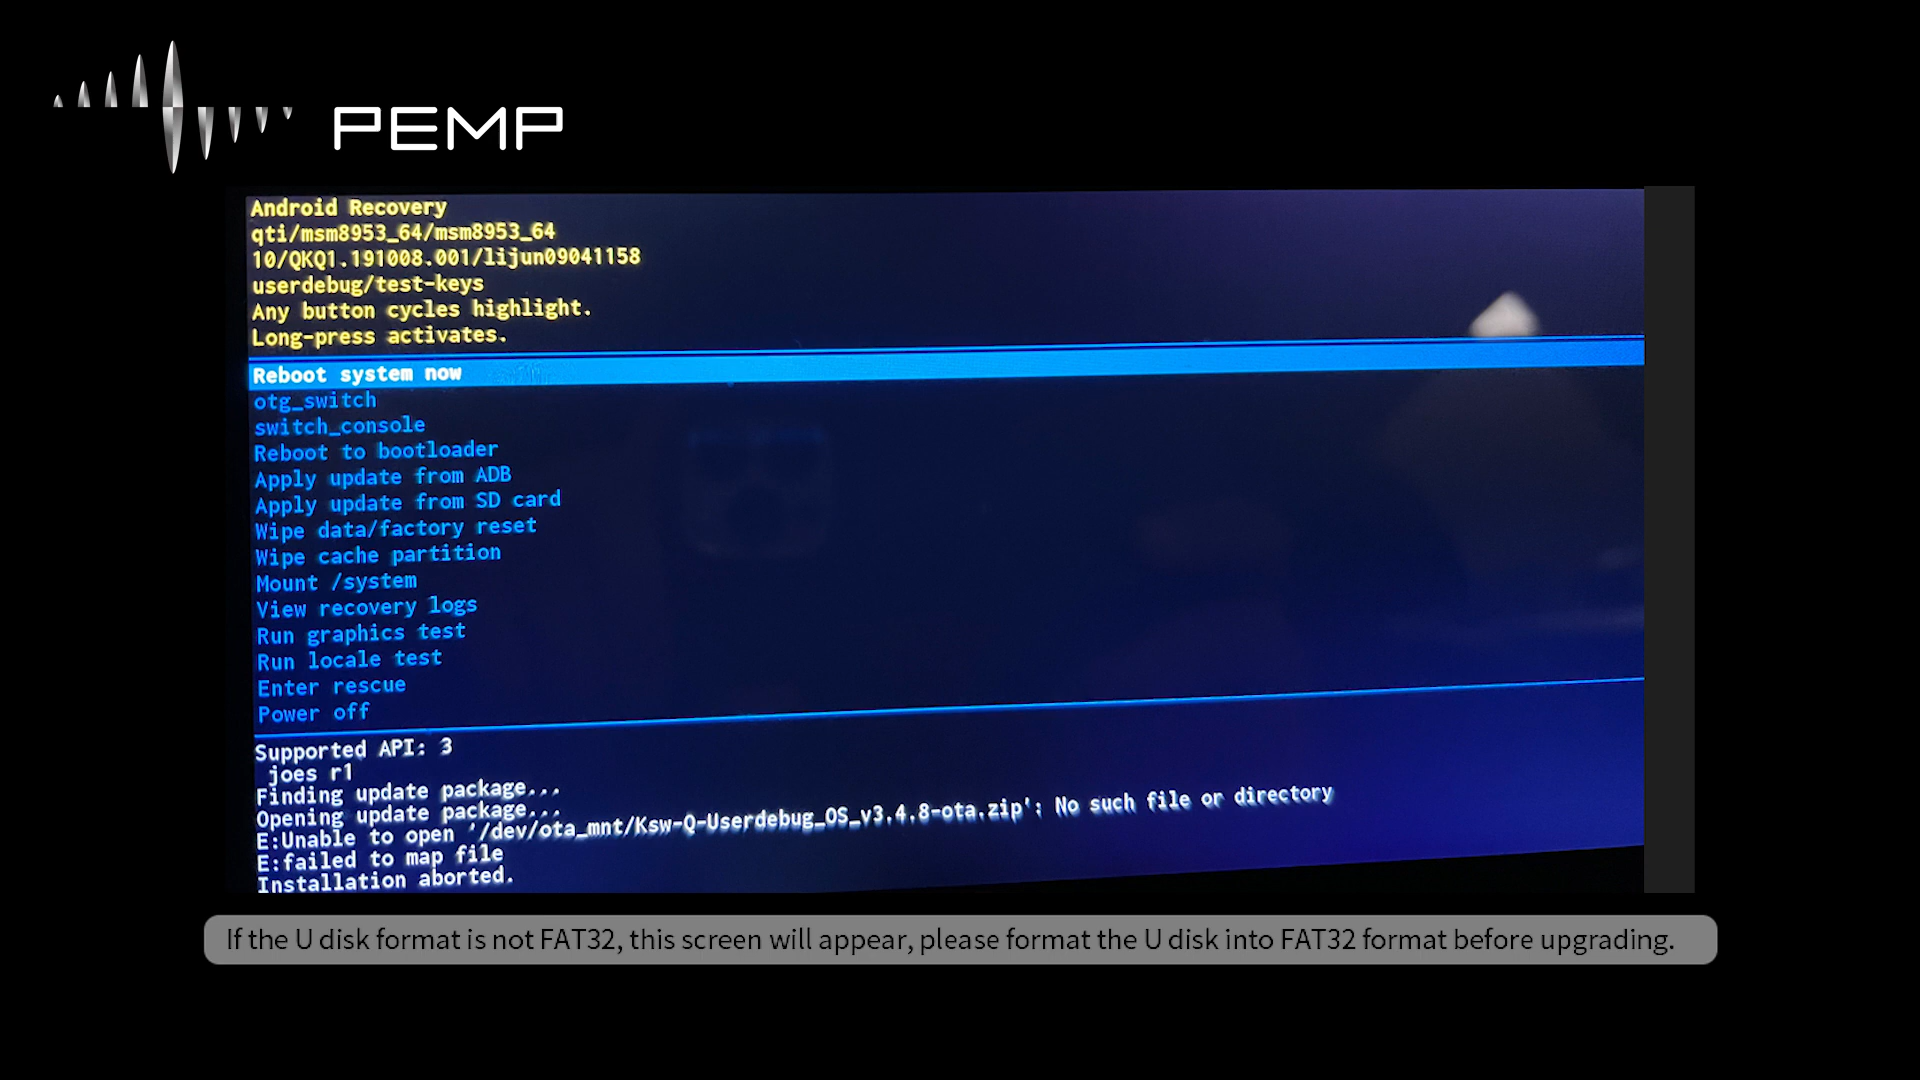 PEMP
Android Recovery
qti/msm8953_64/msm8953_64
10/QKQ1.191008.001/lijun09041158
userdebug/test-keys
Any button cycles highlight.
Long-press activates.
Reboot system now
otg_switch
switch_console
Reboot to bootloader
Apply update from ADB
Apply update from SD card
Wipe data/factory reset
Wipe cache partition
Mount /system
View recovery logs
Run graphics test
Run locale test
Enter rescue
Power off
Supported API: 3
joes r1
Finding update package...
Opening update package...
E:Unable to open '/dev/ota_mnt/Ksw-Q-Userdebug_OS_v3.4.8-ota.zip': No such file or directory
E:failed to map file
Installation aborted.
If the U disk format is not FAT32, this screen will appear, please format the U disk into FAT32 format before upgrading.